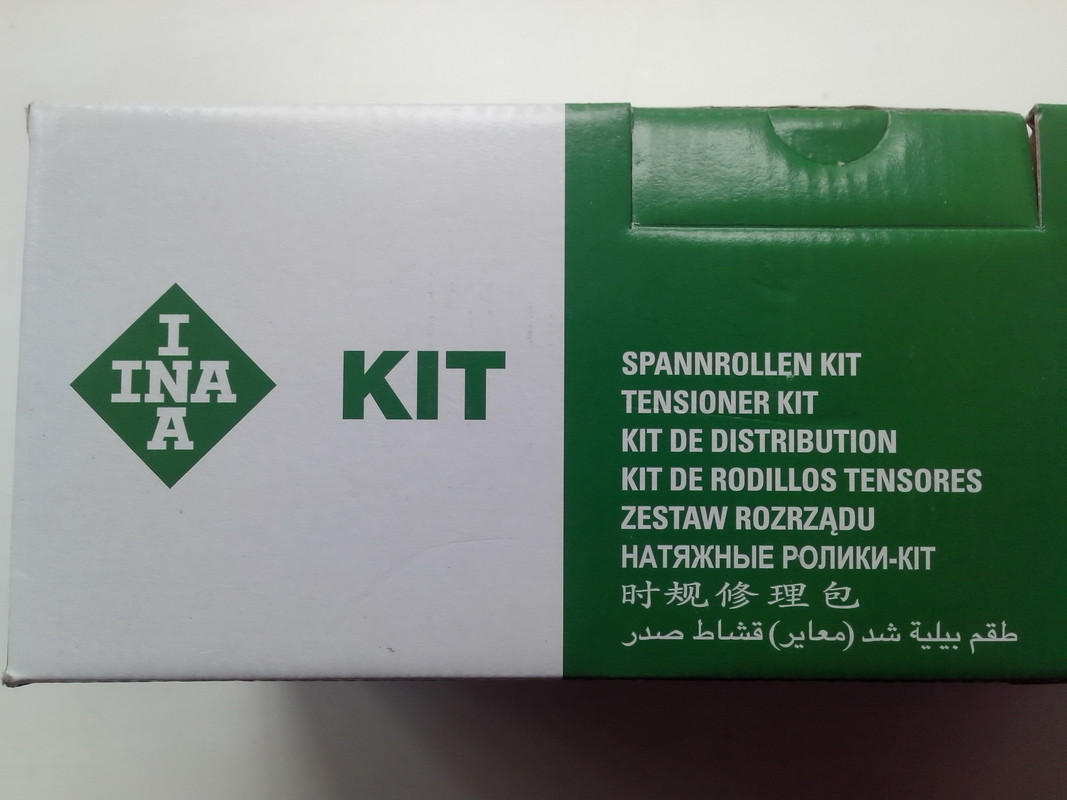 I
INA
A
KIT
SPANNROLLEN KIT
TENSIONER KIT
KIT DE DISTRIBUTION
KIT DE RODILLOS TENSORES
ZESTAW ROZRZĄDU
НАТЯЖНЫЕ РОЛИКИ-KIT
时规修理包
طقم بيلية شد (معاير) قشاط صدر